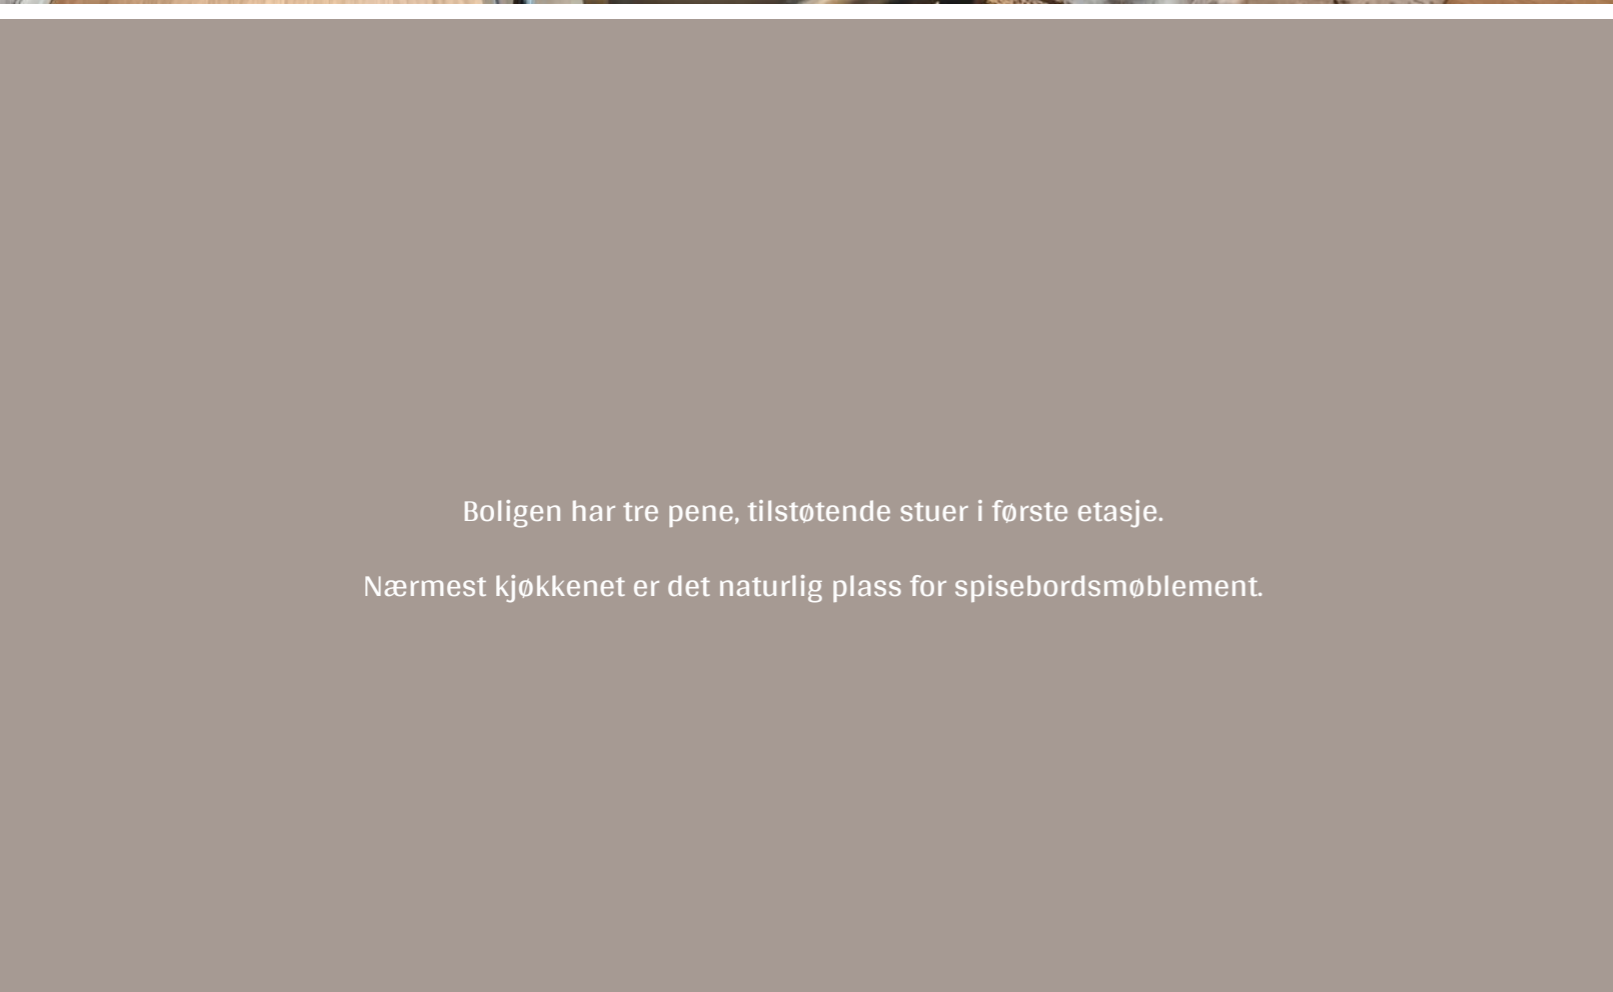 Boligen har tre pene, tilstøtende stuer i første etasje.
Nærmest kjøkkenet er det naturlig plass for spisebordsmøblement.